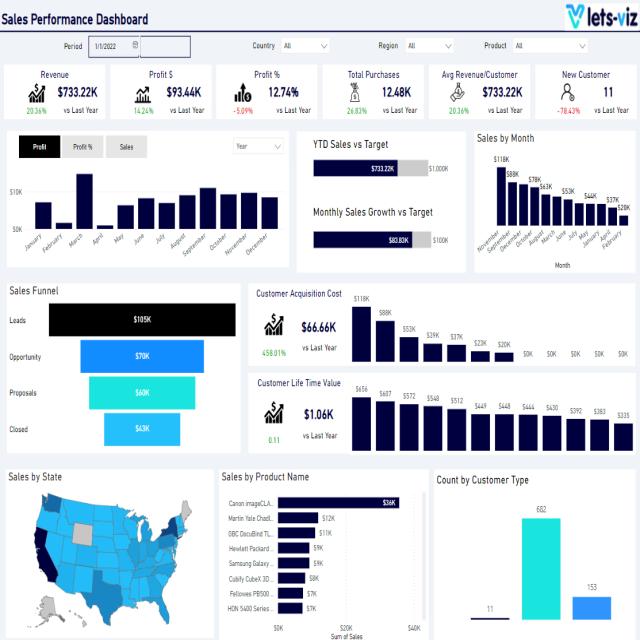 Sales Performance Dashboard
lets-viz
Period 1/1/2022 Country All Region All Product All
Revenue
$733.22K
20.36% vs Last Year
Profit $
$93.44K
14.24% vs Last Year
Profit %
12.74%
-5.09% vs Last Year
Total Purchases
12.48K
26.83% vs Last Year
Avg Revenue/Customer
$733.22K
20.36% vs Last Year
New Customer
11
-78.43% vs Last Year
Profit Profit % Sales Year
$10K
$0K
January February March April May June July August September October November December
YTD Sales vs Target
$733.22K $1,000K
Monthly Sales Growth vs Target
$83.83K $100K
Sales by Month
$118K $88K $78K $63K $53K $44K $37K $20K
November September December October August March June July May January April February
Month
Sales Funnel
Leads $105K
Opportunity $70K
Proposals $60K
Closed $43K
Customer Acquisition Cost
$66.66K
458.01% vs Last Year
$118K $88K $53K $39K $37K $23K $20K $0K $0K $0K $0K $0K
Customer Life Time Value
$1.06K
0.11 vs Last Year
$656 $607 $572 $548 $512 $449 $448 $444 $430 $392 $383 $335
Sales by State
Sales by Product Name
Canon imageCLA... $36K
Martin Yale Chadl... $12K
GBC DocuBind TL... $11K
Hewlett Packard ... $9K
Samsung Galaxy ... $9K
Cubify CubeX 3D ... $8K
Fellowes PB500 ... $7K
HON 5400 Series ... $7K
$0K $20K $40K
Sum of Sales
Count by Customer Type
11 682 153